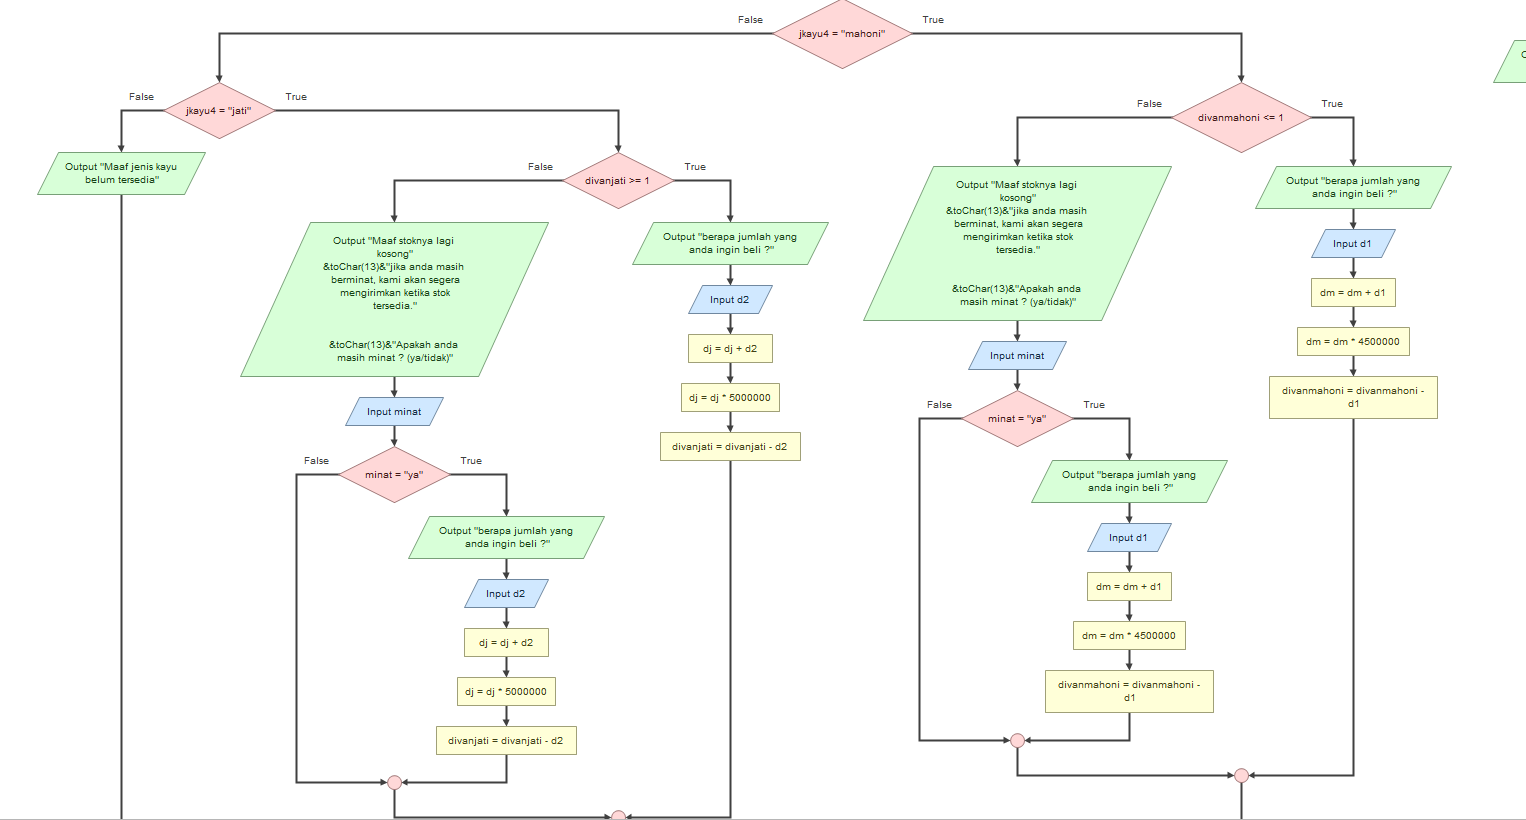 False
jkayu4 = "mahoni"
True
False
jkayu4 = "jati"
True
Output "Maaf jenis kayu
belum tersedia"
False
divanjati >= 1
True
Output "Maaf stoknya lagi
kosong"
&toChar(13)&"jika anda masih
berminat, kami akan segera
mengirimkan ketika stok
tersedia."
&toChar(13)&"Apakah anda
masih minat ? (ya/tidak)"
Input minat
False
minat = "ya"
True
Output "berapa jumlah yang
anda ingin beli ?"
Input d2
dj = dj + d2
dj = dj * 5000000
divanjati = divanjati - d2
Output "berapa jumlah yang
anda ingin beli ?"
Input d2
dj = dj + d2
dj = dj * 5000000
divanjati = divanjati - d2
False
divanmahoni <= 1
True
Output "Maaf stoknya lagi
kosong"
&toChar(13)&"jika anda masih
berminat, kami akan segera
mengirimkan ketika stok
tersedia."
&toChar(13)&"Apakah anda
masih minat ? (ya/tidak)"
Input minat
False
minat = "ya"
True
Output "berapa jumlah yang
anda ingin beli ?"
Input d1
dm = dm + d1
dm = dm * 4500000
divanmahoni = divanmahoni -
d1
Output "berapa jumlah yang
anda ingin beli ?"
Input d1
dm = dm + d1
dm = dm * 4500000
divanmahoni = divanmahoni -
d1